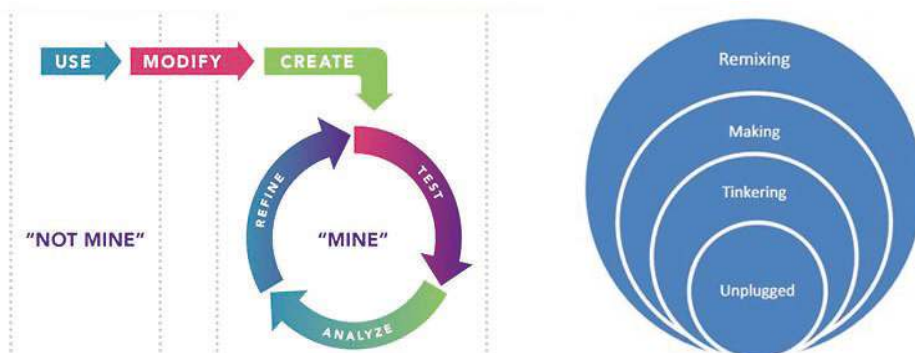 USE MODIFY CREATE
REFINE
TEST
"NOT MINE"
"MINE"
ANALYZE
Remixing
Making
Tinkering
Unplugged